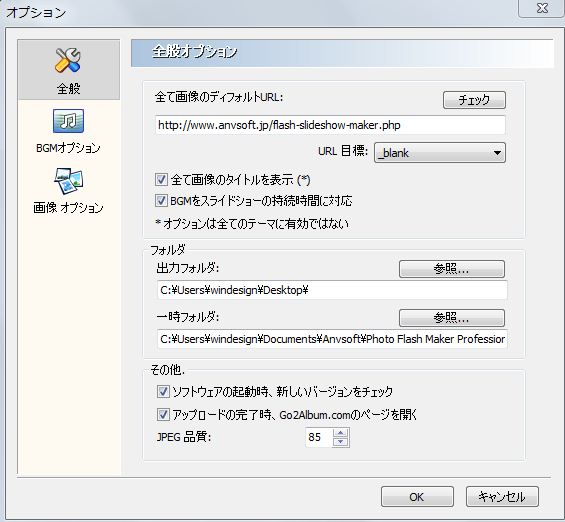 オプション
全般
BGMオプション
画像 オプション
全般オプション
全て画像のディフォルトURL:
チェック
http://www.anvsoft.jp/flash-slideshow-maker.php
URL 目標:
_blank
全て画像のタイトルを表示 (*)
BGMをスライドショーの持続時間に対応
* オプションは全てのテーマに有効ではない
フォルダ
出力フォルダ:
参照...
C:¥Users¥windesign¥Desktop¥
一時フォルダ:
参照...
C:¥Users¥windesign¥Documents¥Anvsoft¥Photo Flash Maker Profession
その他.
ソフトウェアの起動時、新しいバージョンをチェック
アップロードの完了時、Go2Album.comのページを開く
JPEG 品質:
85
OK
キャンセル